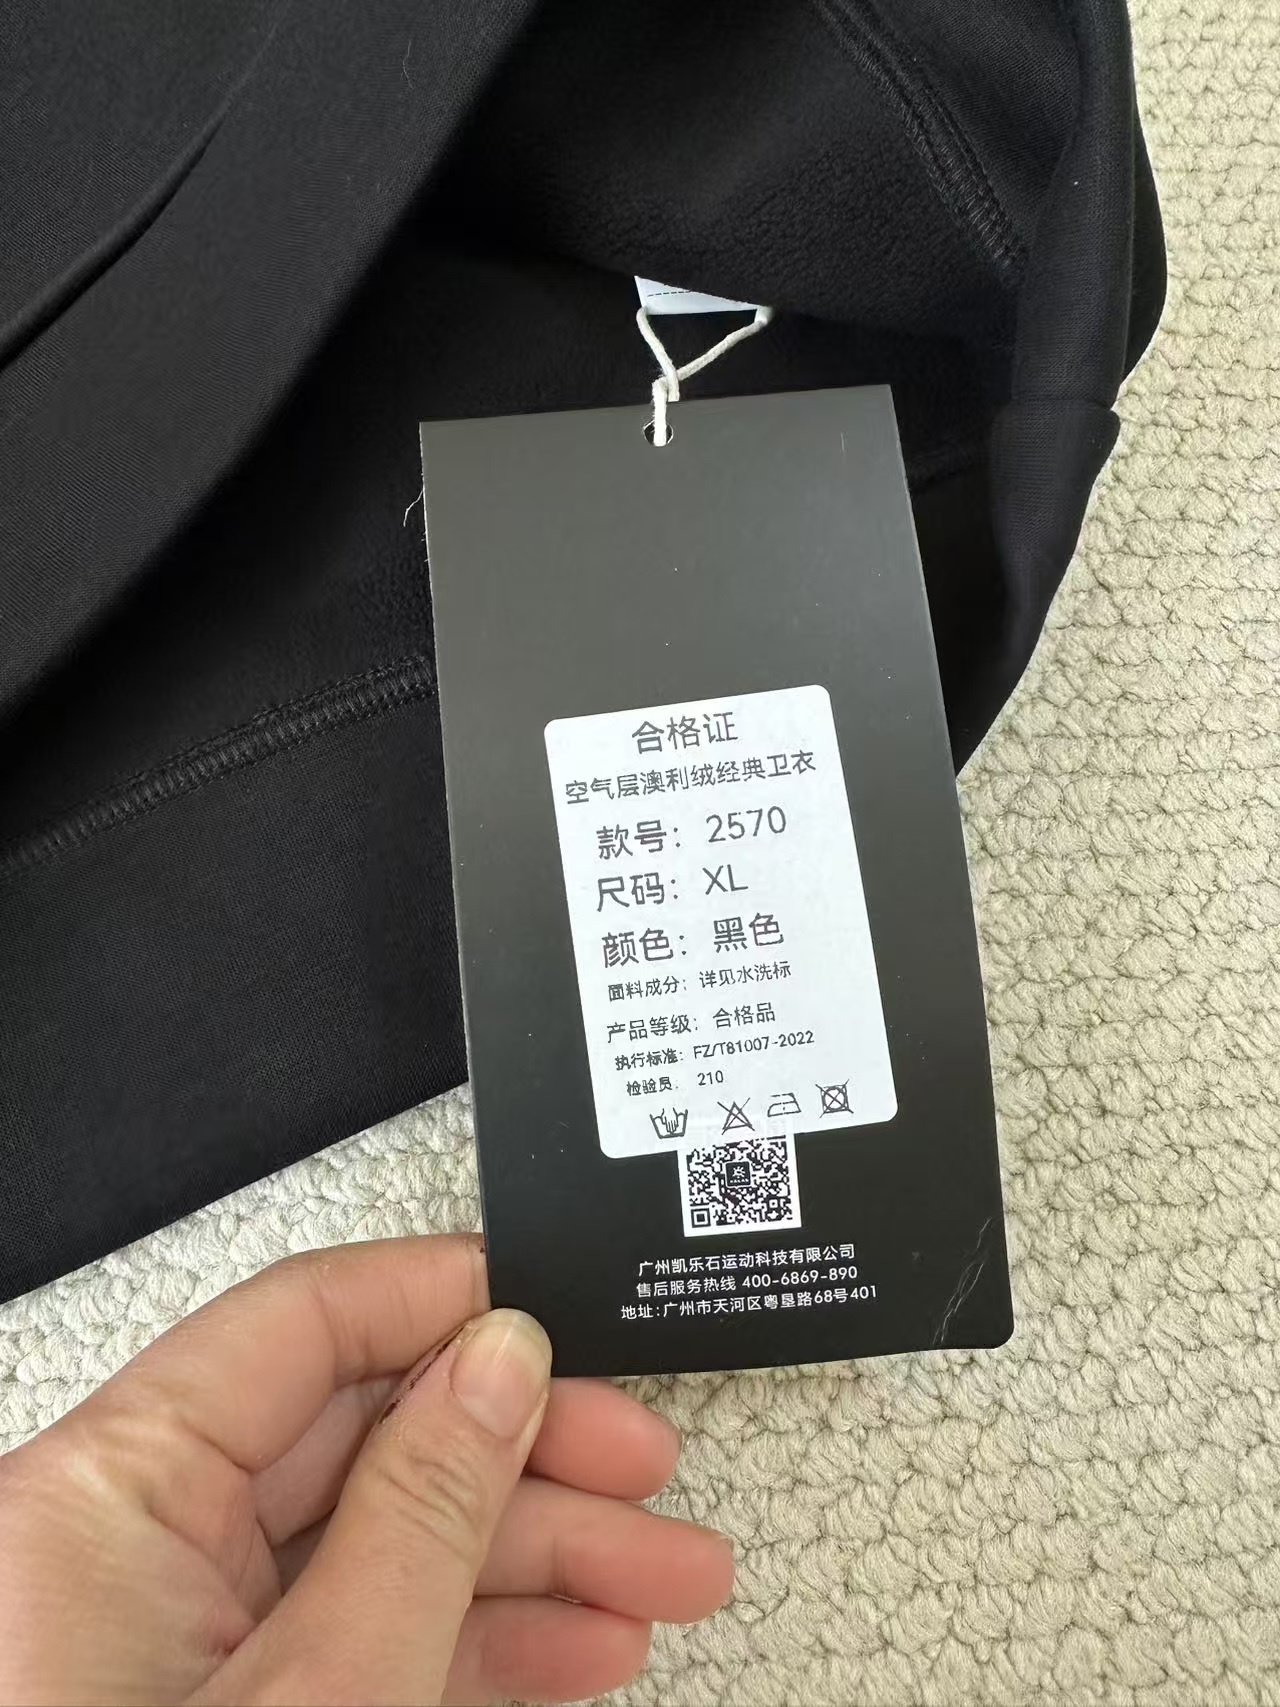 合格证
空气层澳利绒经典卫衣
款号：2570
尺码：XL
颜色：黑色
面料成分：详见水洗标
产品等级：合格品
执行标准：FZ/T81007-2022
检验员：210
广州凯乐石运动科技有限公司
售后服务热线 400-6869-890
地址：广州市天河区粤垦路68号401